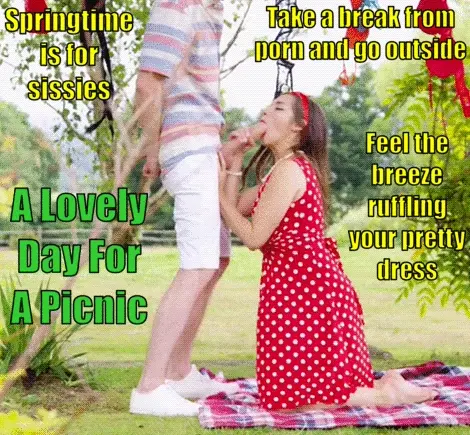 Springtime
is for
sissies
Take a break from
porn and go outside
Feel the
breeze
ruffling
your pretty
dress
A Lovely
Day For
A Picnic